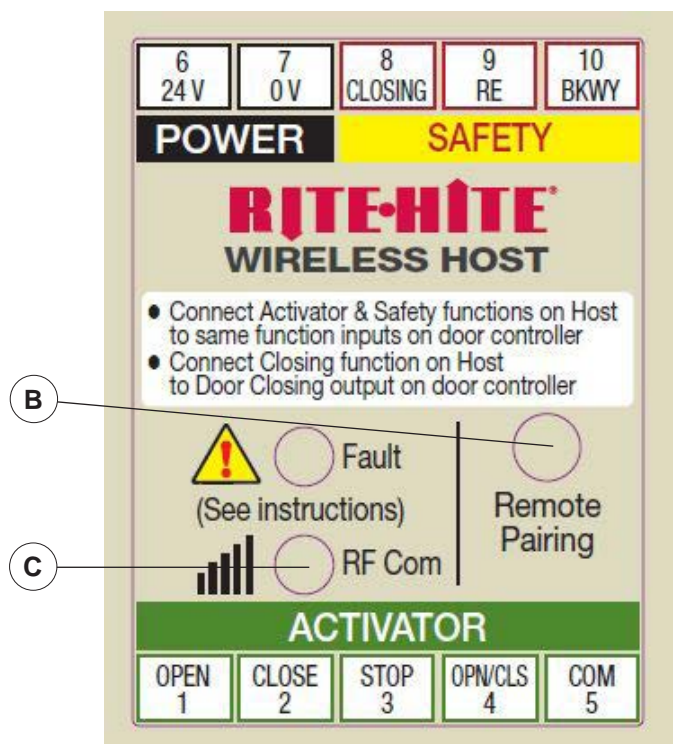 6 7 8 9 10
24 V 0 V CLOSING RE BKWY
POWER SAFETY
RITE•HITE®
WIRELESS HOST
● Connect Activator & Safety functions on Host
to same function inputs on door controller
● Connect Closing function on Host
to Door Closing output on door controller
B
Fault
(See instructions)
Remote
Pairing
C
RF Com
ACTIVATOR
OPEN CLOSE STOP OPN/CLS COM
1 2 3 4 5